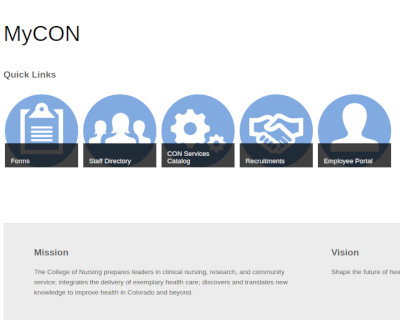 MyCON
Quick Links
Forms
Staff Directory
CON Services
Catalog
Recruitments
Employee Portal
Mission
The College of Nursing prepares leaders in clinical nursing, research, and community
service; integrates the delivery of exemplary health care; discovers and translates new
knowledge to improve health in Colorado and beyond.
Vision
Shape the future of